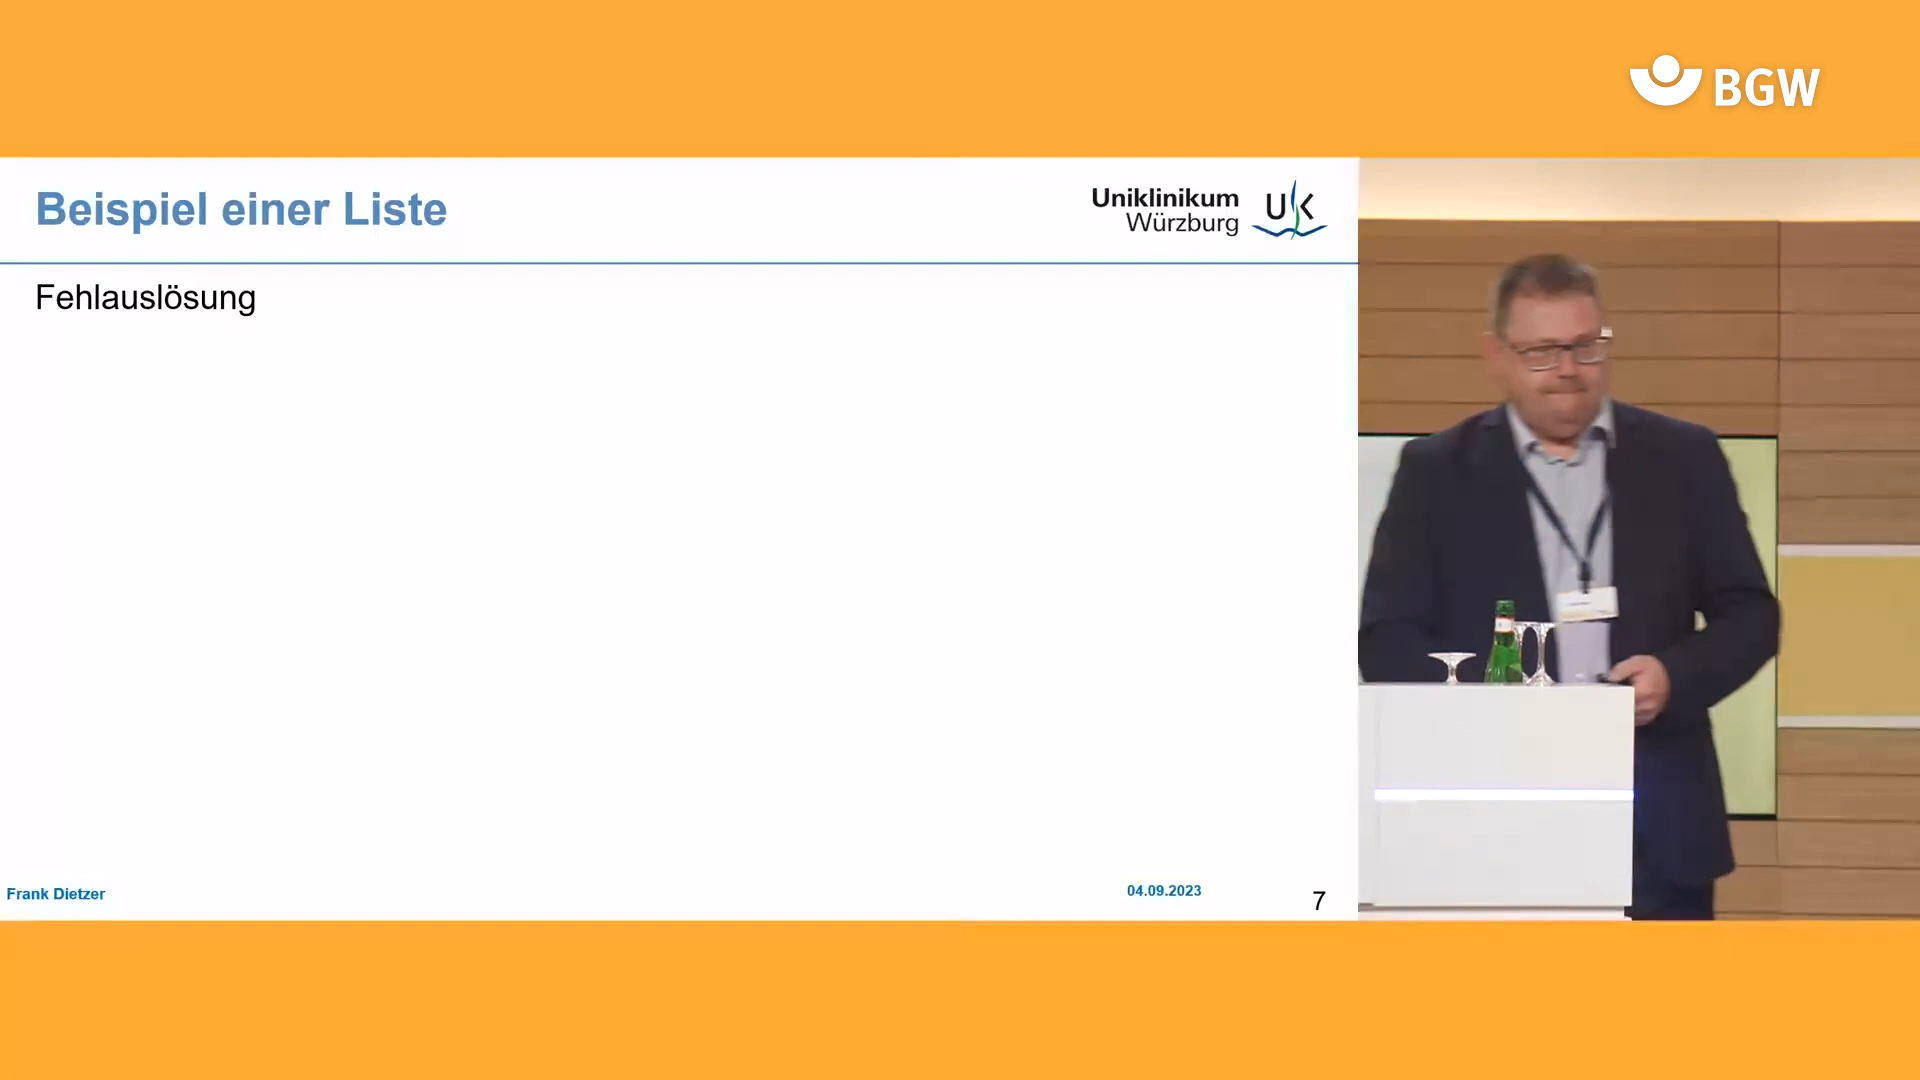 BGW
Beispiel einer Liste
Uniklinikum
Würzburg
UK
Fehlauslösung
Frank Dietzer
04.09.2023
7